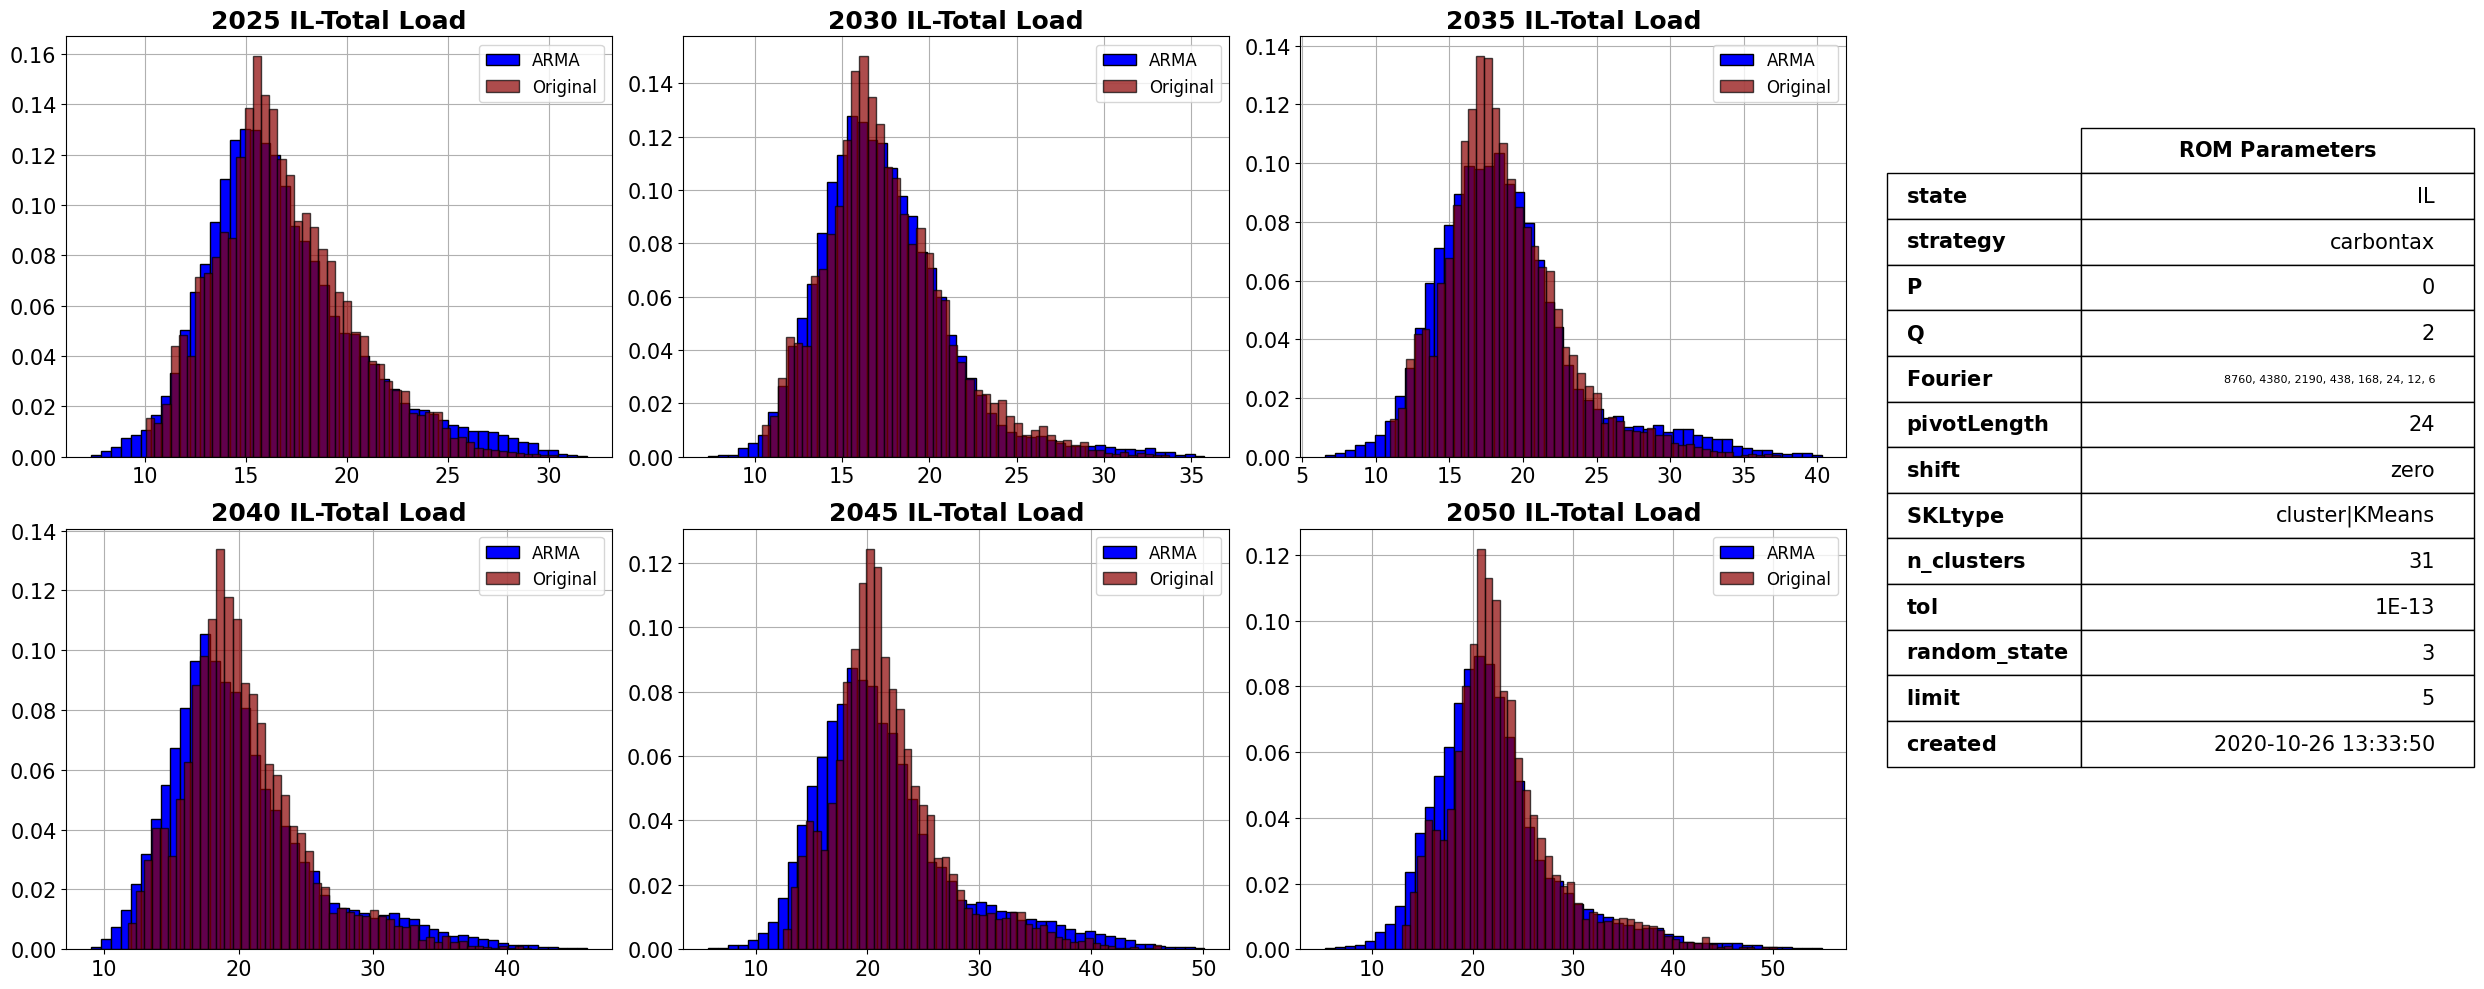 2025 IL-Total Load
0.16
0.14
0.12
0.10
0.08
0.06
0.04
0.02
0.00
10 15 20 25 30
ARMA
Original
2030 IL-Total Load
0.14
0.12
0.10
0.08
0.06
0.04
0.02
0.00
10 15 20 25 30 35
ARMA
Original
2035 IL-Total Load
0.14
0.12
0.10
0.08
0.06
0.04
0.02
0.00
5 10 15 20 25 30 35 40
ARMA
Original
2040 IL-Total Load
0.14
0.12
0.10
0.08
0.06
0.04
0.02
0.00
10 20 30 40
ARMA
Original
2045 IL-Total Load
0.12
0.10
0.08
0.06
0.04
0.02
0.00
10 20 30 40 50
ARMA
Original
2050 IL-Total Load
0.12
0.10
0.08
0.06
0.04
0.02
0.00
10 20 30 40 50
ARMA
Original
ROM Parameters
state IL
strategy carbontax
P 0
Q 2
Fourier 8760, 4380, 2190, 438, 168, 24, 12, 6
pivotLength 24
shift zero
SKLtype cluster|KMeans
n_clusters 31
tol 1E-13
random_state 3
limit 5
created 2020-10-26 13:33:50